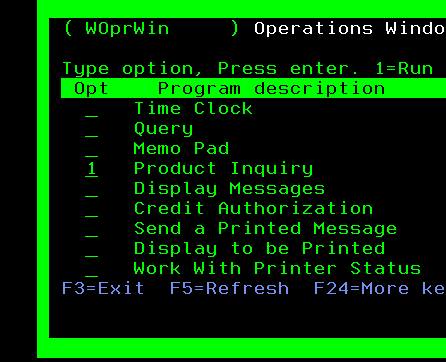 ( WOprWin ) Operations Windo
Type option, Press enter. 1=Run
Opt Program description
_ Time Clock
_ Query
_ Memo Pad
1 Product Inquiry
_ Display Messages
_ Credit Authorization
_ Send a Printed Message
_ Display to be Printed
_ Work With Printer Status
F3=Exit F5=Refresh F24=More ke